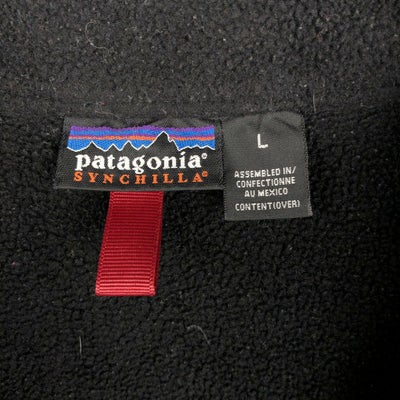 patagonia®
SYNCHILLA®
L
ASSEMBLED IN/
CONFECTIONNE
AU MEXICO
CONTENT(OVER)